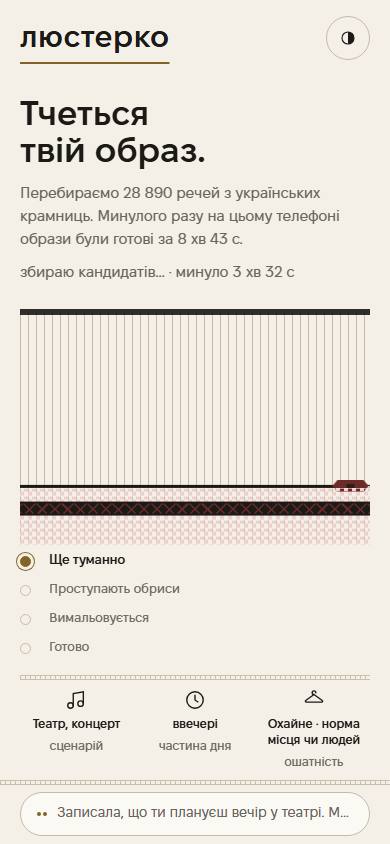 люстерко
Тчеться
твій образ.
Перебираємо 28 890 речей з українських
крамниць. Минулого разу на цьому телефоні
образи були готові за 8 хв 43 с.
збираю кандидатів... · минуло 3 хв 32 с
Ще туманно
Проступають обриси
Вимальовується
Готово
Театр, концерт
сценарій
ввечері
частина дня
Охайне · норма
місця чи людей
ошатність
Записала, що ти плануєш вечір у театрі. М...